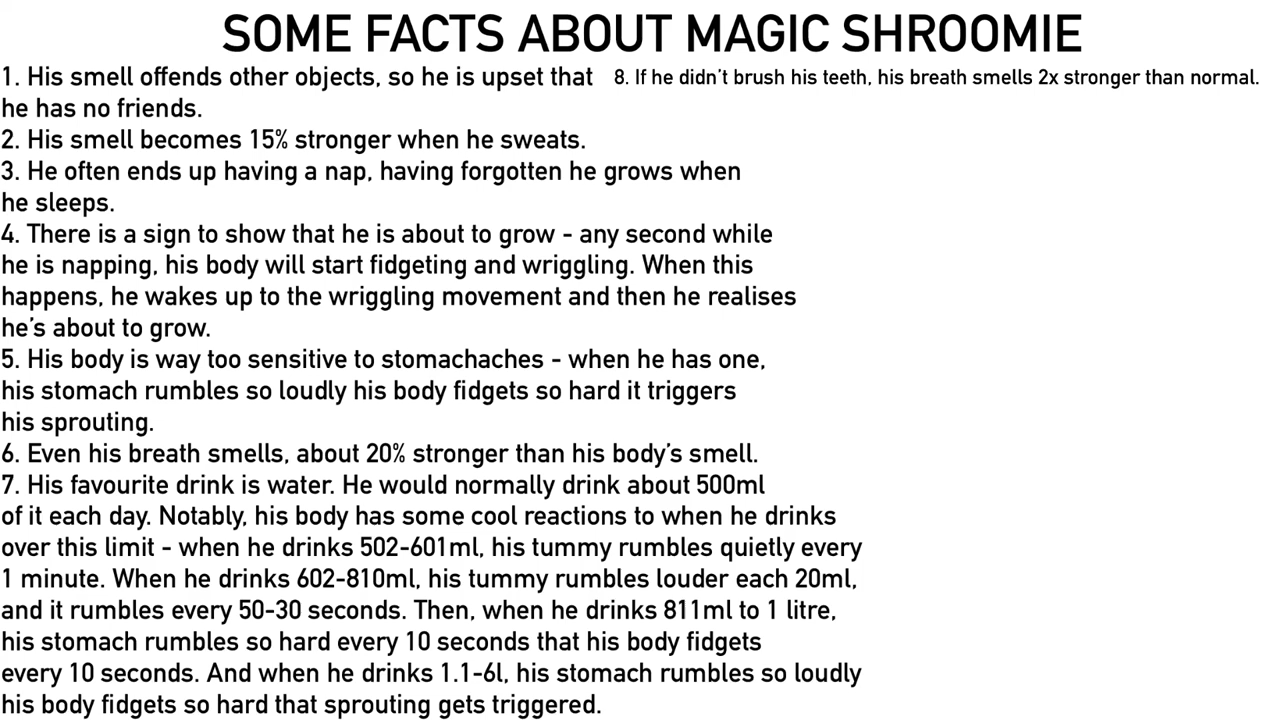 SOME FACTS ABOUT MAGIC SHROOMIE
1. His smell offends other objects, so he is upset that
he has no friends.
2. His smell becomes 15% stronger when he sweats.
3. He often ends up having a nap, having forgotten he grows when
he sleeps.
4. There is a sign to show that he is about to grow - any second while
he is napping, his body will start fidgeting and wriggling. When this
happens, he wakes up to the wriggling movement and then he realises
he's about to grow.
5. His body is way too sensitive to stomachaches - when he has one,
his stomach rumbles so loudly his body fidgets so hard it triggers
his sprouting.
6. Even his breath smells, about 20% stronger than his body's smell.
7. His favourite drink is water. He would normally drink about 500ml
of it each day. Notably, his body has some cool reactions to when he drinks
over this limit - when he drinks 502-601ml, his tummy rumbles quietly every
1 minute. When he drinks 602-810ml, his tummy rumbles louder each 20ml,
and it rumbles every 50-30 seconds. Then, when he drinks 811ml to 1 litre,
his stomach rumbles so hard every 10 seconds that his body fidgets
every 10 seconds. And when he drinks 1.1-6l, his stomach rumbles so loudly
his body fidgets so hard that sprouting gets triggered.
8. If he didn't brush his teeth, his breath smells 2x stronger than normal.